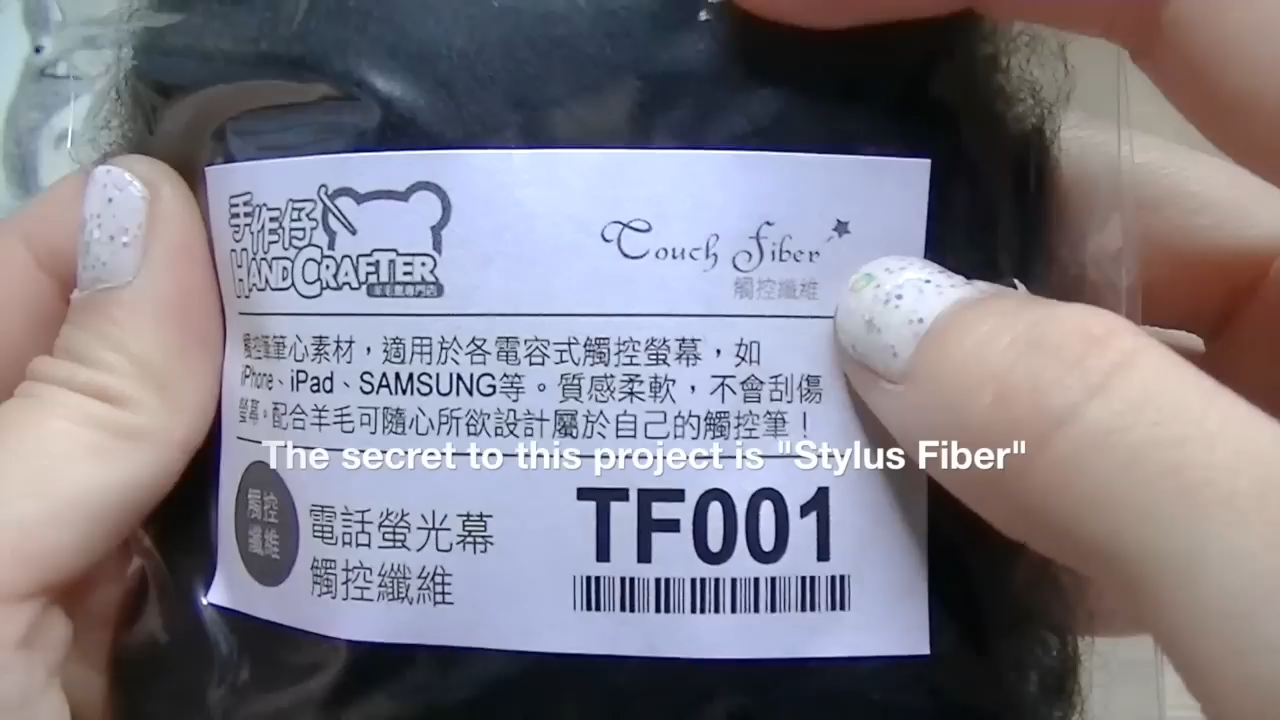 手作仔
HANDCRAFTER
Touch Fiber
觸控纖維
觸控筆筆心素材，適用於各電容式觸控螢幕，如
iPhone、iPad、SAMSUNG等。質感柔軟，不會刮傷
螢幕。配合羊毛可隨心所欲設計屬於自己的觸控筆！
The secret to this project is "Stylus Fiber"
觸控
纖維
電話螢光幕
觸控纖維
TF001